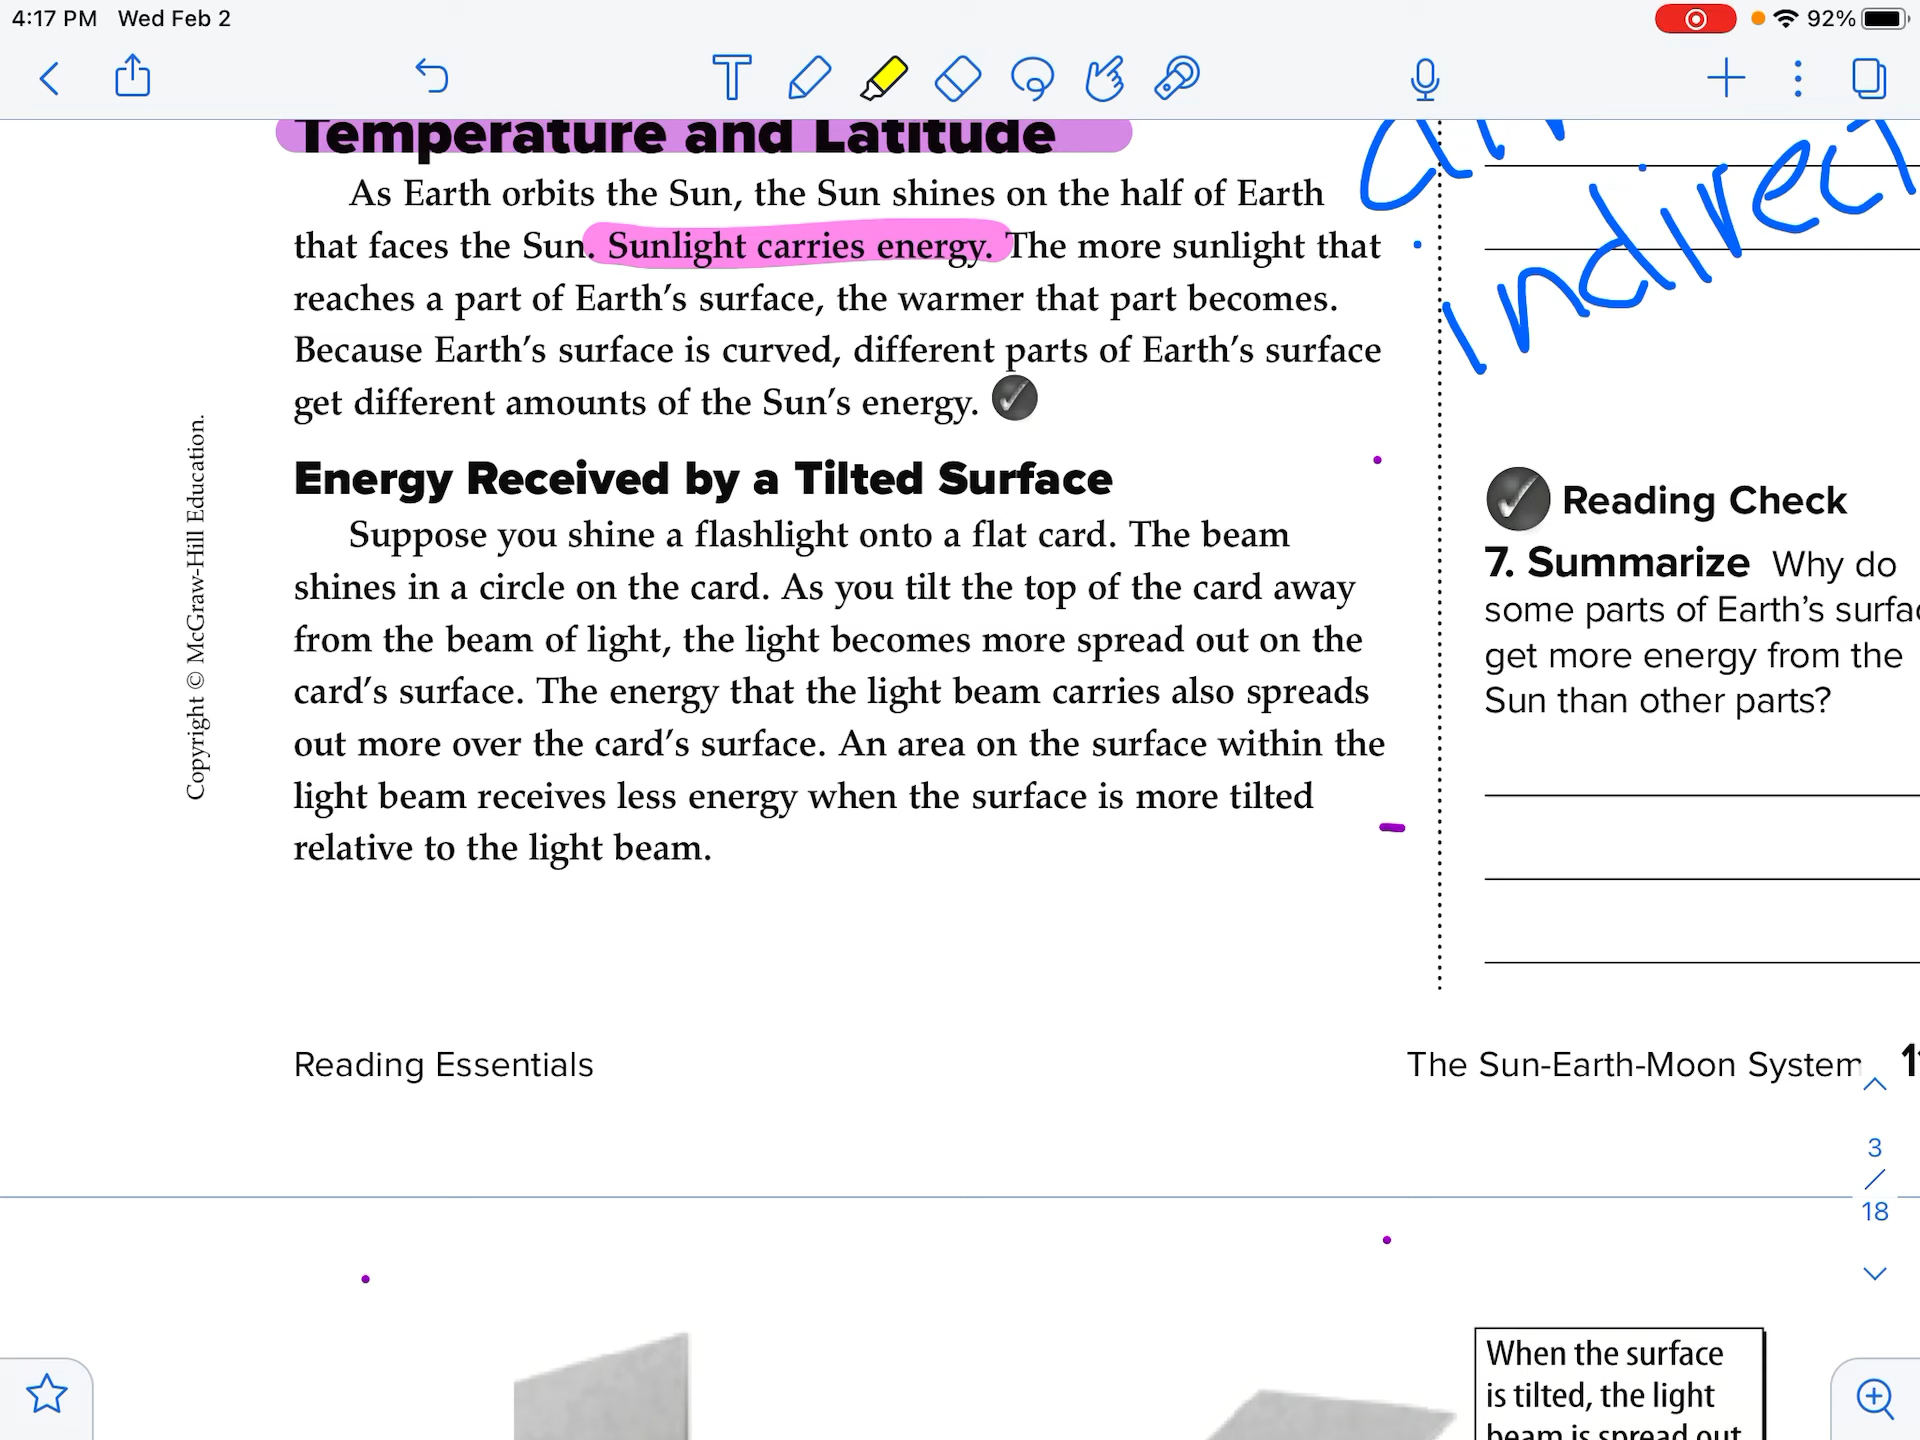 4:17 PM Wed Feb 2
92%
Temperature and Latitude
As Earth orbits the Sun, the Sun shines on the half of Earth
that faces the Sun. Sunlight carries energy. The more sunlight that
reaches a part of Earth's surface, the warmer that part becomes.
Because Earth's surface is curved, different parts of Earth's surface
get different amounts of the Sun's energy.
Energy Received by a Tilted Surface
Suppose you shine a flashlight onto a flat card. The beam
shines in a circle on the card. As you tilt the top of the card away
from the beam of light, the light becomes more spread out on the
card's surface. The energy that the light beam carries also spreads
out more over the card's surface. An area on the surface within the
light beam receives less energy when the surface is more tilted
relative to the light beam.
Copyright © McGraw-Hill Education.
indirect
Reading Check
7. Summarize Why do
some parts of Earth's surfac
get more energy from the
Sun than other parts?
Reading Essentials
The Sun-Earth-Moon System
3
/
18
When the surface
is tilted, the light
beam is spread out